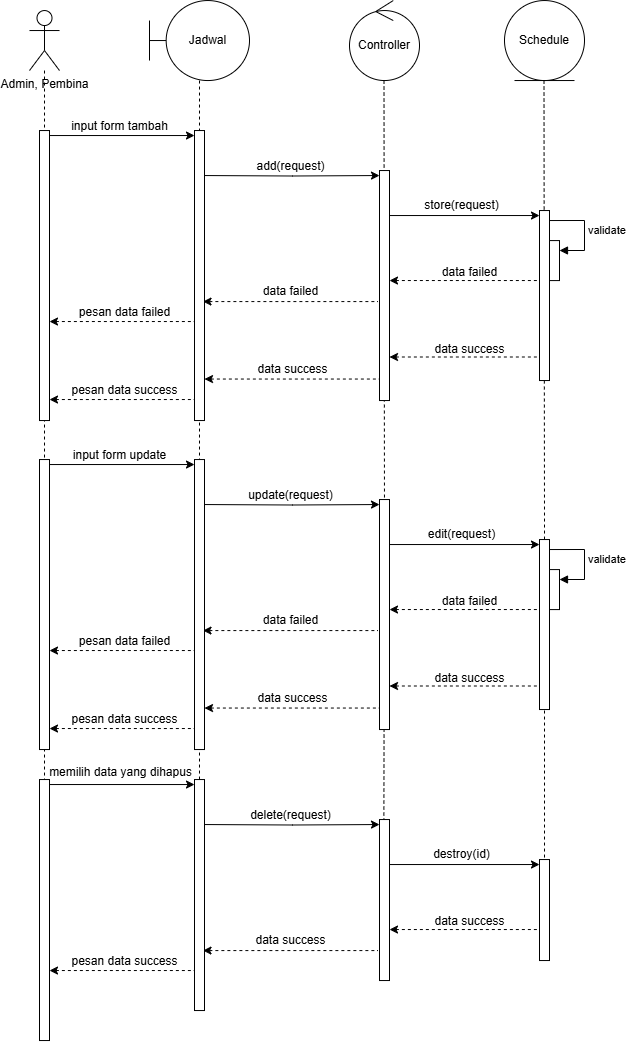 Jadwal
Controller
Schedule
Admin, Pembina
input form tambah
add(request)
store(request)
validate
data failed
data failed
pesan data failed
data success
data success
pesan data success
input form update
update(request)
edit(request)
validate
data failed
data failed
pesan data failed
data success
data success
pesan data success
memilih data yang dihapus
delete(request)
destroy(id)
data success
data success
pesan data success